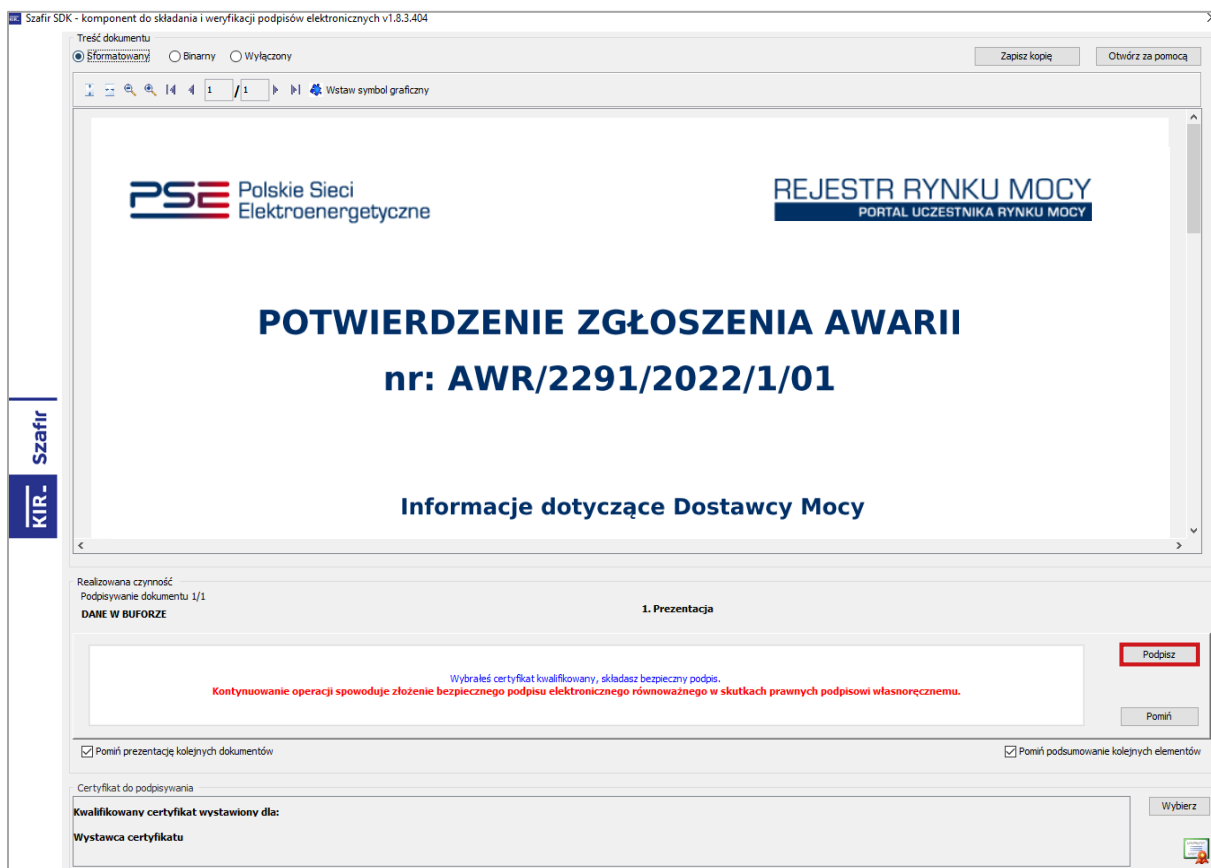 Szafir SDK - komponent do składania i weryfikacji podpisów elektronicznych v1.8.3.404
Treść dokumentu
Sformatowany Binarny Wyłączony Zapisz kopię Otwórz za pomocą
1 / 1 Wstaw symbol graficzny
PSE Polskie Sieci Elektroenergetyczne
REJESTR RYNKU MOCY
PORTAL UCZESTNIKA RYNKU MOCY
POTWIERDZENIE ZGŁOSZENIA AWARII
nr: AWR/2291/2022/1/01
Informacje dotyczące Dostawcy Mocy
KIR. Szafir
Realizowana czynność
Podpisywanie dokumentu 1/1
DANE W BUFORZE
1. Prezentacja
Podpisz
Wybrałeś certyfikat kwalifikowany, składasz bezpieczny podpis.
Kontynuowanie operacji spowoduje złożenie bezpiecznego podpisu elektronicznego równoważnego w skutkach prawnych podpisowi własnoręcznemu.
Pomiń
Pomiń prezentację kolejnych dokumentów Pomiń podsumowanie kolejnych elementów
Certyfikat do podpisywania
Kwalifikowany certyfikat wystawiony dla:
Wybierz
Wystawca certyfikatu